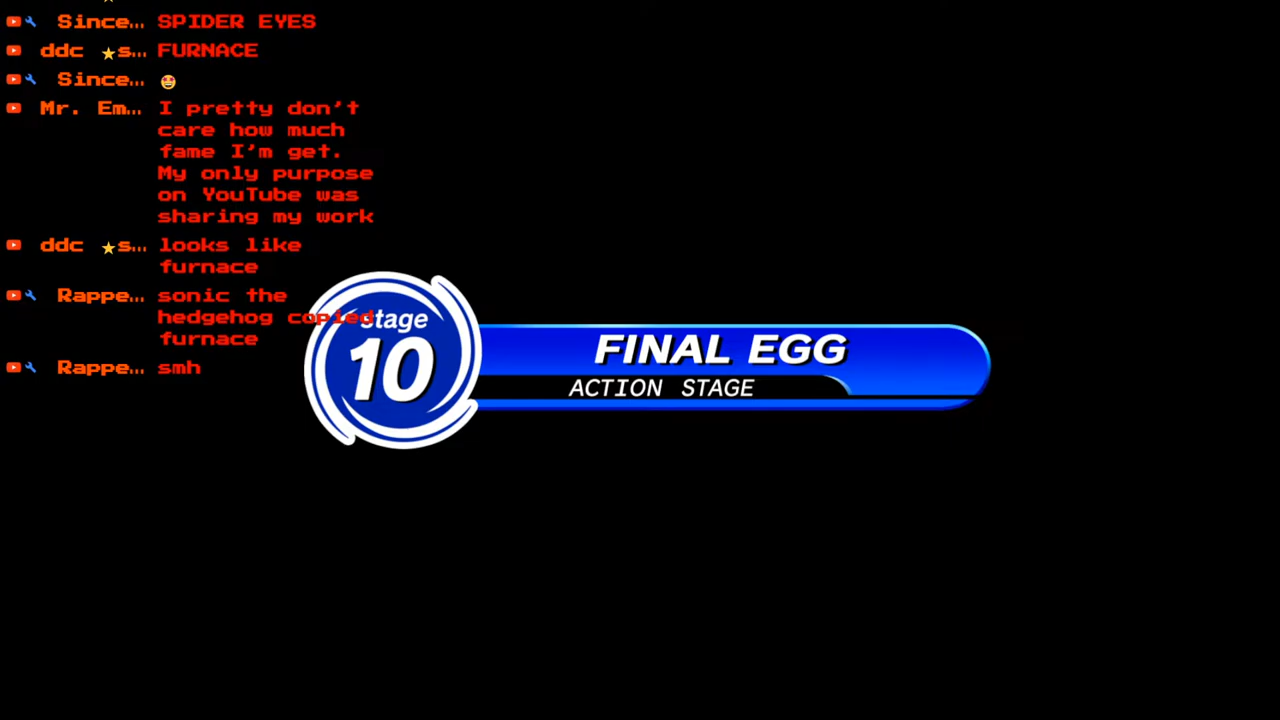 Since... SPIDER EYES
ddc ⭐s... FURNACE
Since... 🤩
Mr. Em... I pretty don't
care how much
fame I'm get.
My only purpose
on YouTube was
sharing my work
ddc ⭐s... looks like
furnace
Rappe... sonic the
hedgehog copied
furnace
Rappe... smh
stage
10
FINAL EGG
ACTION STAGE